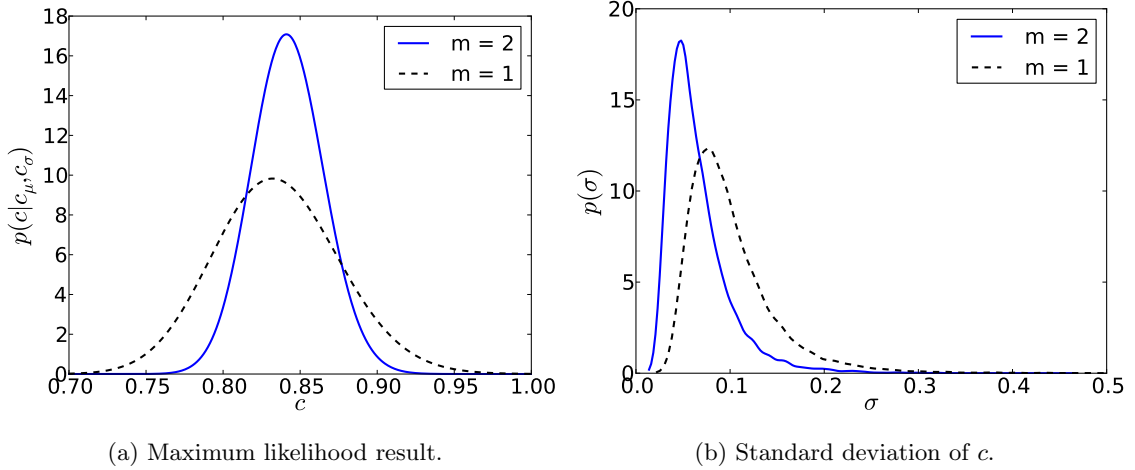 18
16
14
12
10
8
6
4
2
0
p(c|c_μ,c_σ)
m = 2
m = 1
0.70 0.75 0.80 0.85 0.90 0.95 1.00
c
(a) Maximum likelihood result.
20
15
10
5
0
p(σ)
m = 2
m = 1
0.1 0.2 0.3 0.4 0.5
σ
(b) Standard deviation of c.